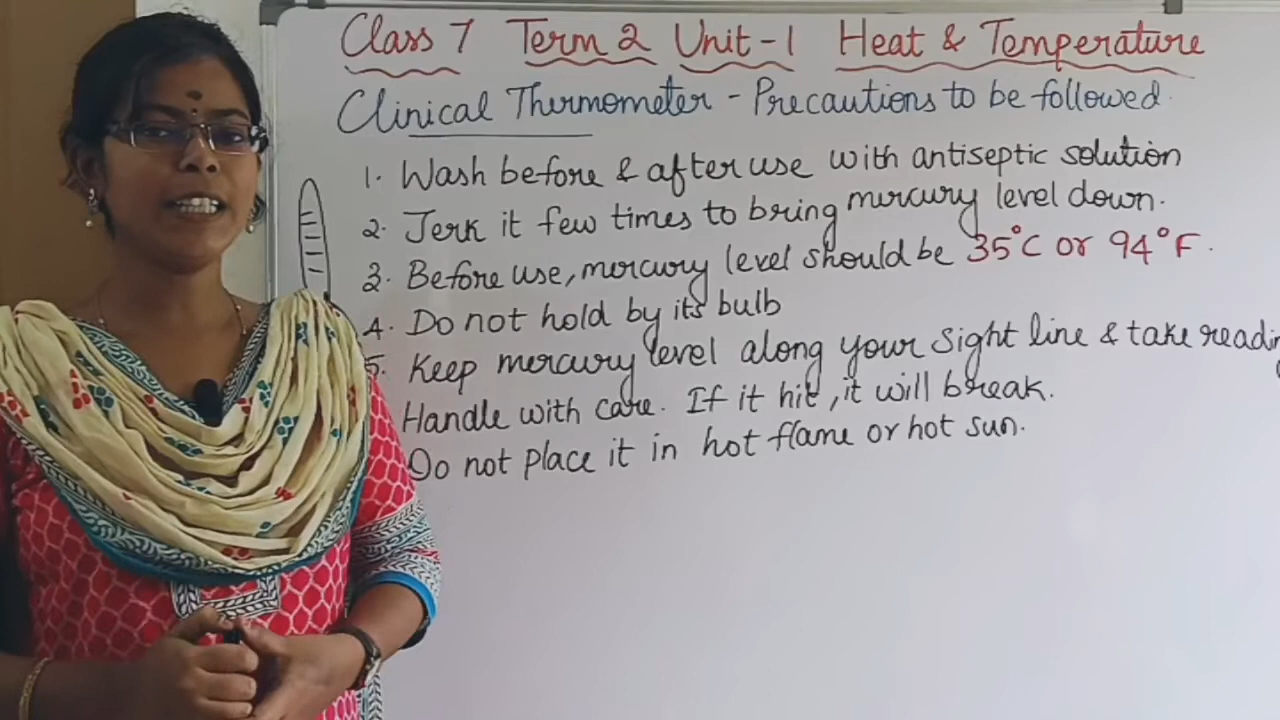 Class 7 Term 2 Unit-1 Heat & Temperature
Clinical Thermometer - Precautions to be followed.
1. Wash before & after use with antiseptic solution
2. Jerk it few times to bring mercury level down.
3. Before use, mercury level should be 35°C or 94°F.
4. Do not hold by its bulb
5. Keep mercury level along your sight line & take
Handle with care. If it hit, it will break.
Do not place it in hot flame or hot sun.